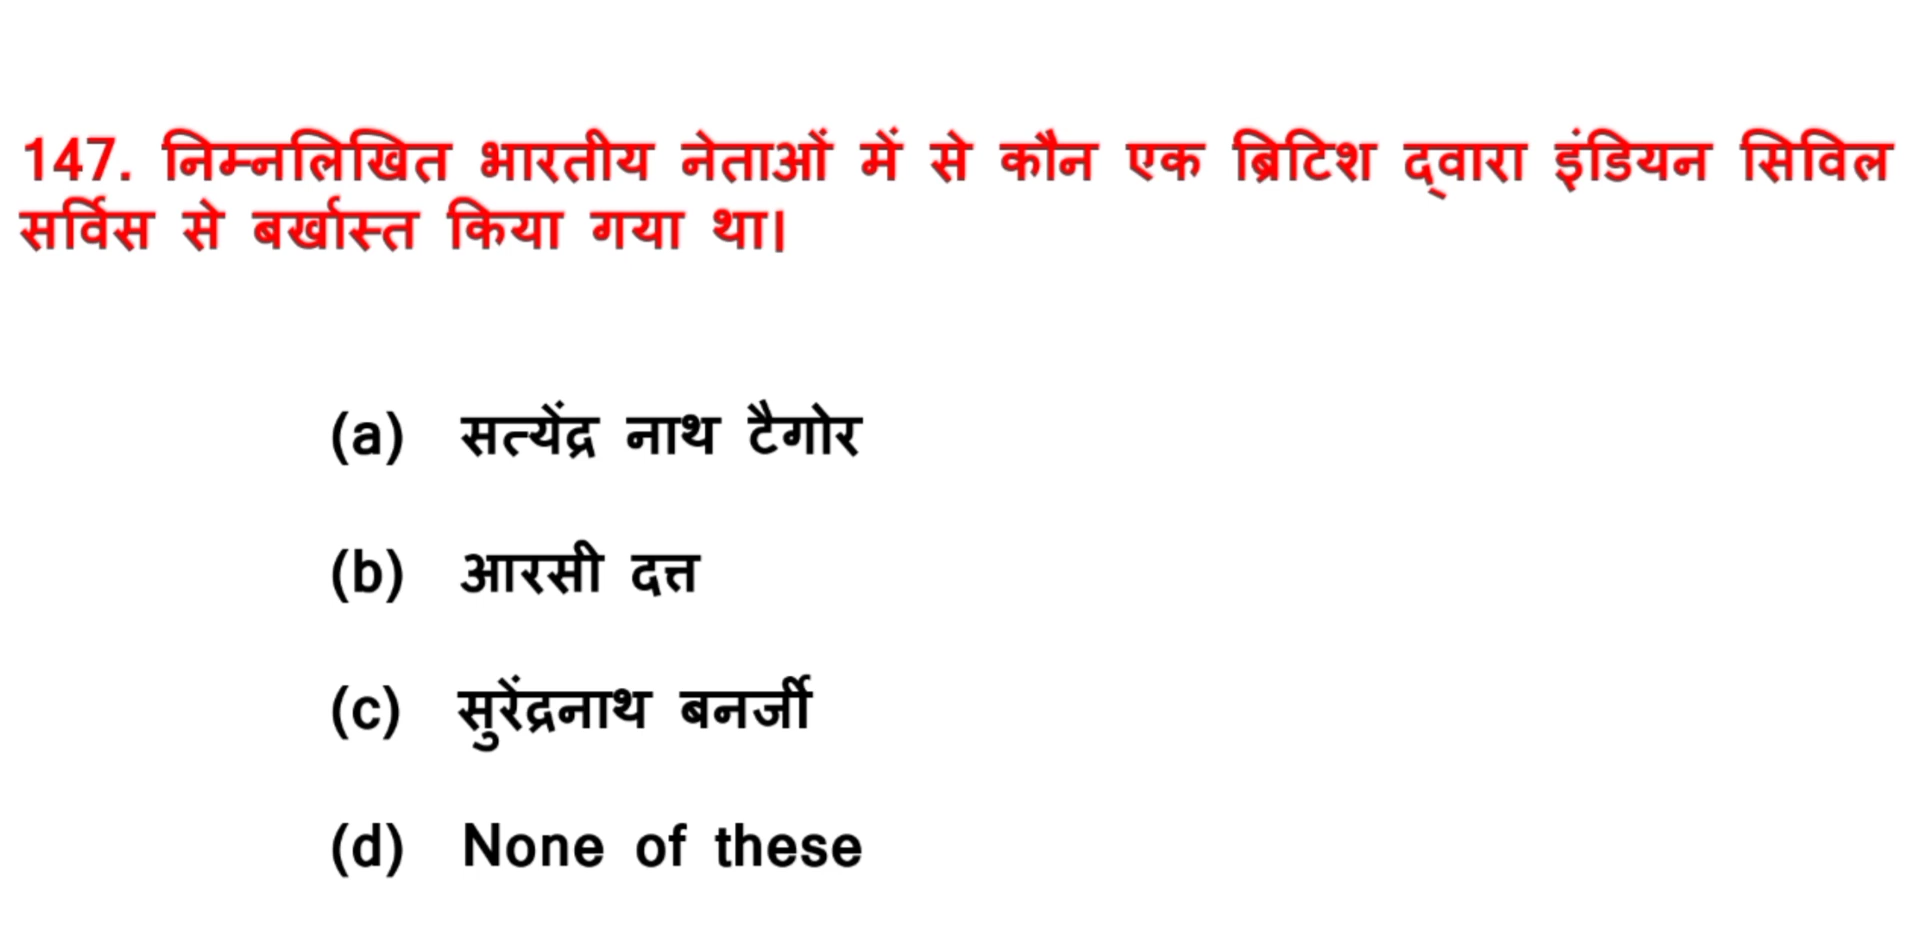 147. निम्नलिखित भारतीय नेताओं में से कौन एक ब्रिटिश द्वारा इंडियन सिविल
सर्विस से बर्खास्त किया गया था।
(a) सत्येंद्र नाथ टैगोर
(b) आरसी दत्त
(c) सुरेंद्रनाथ बनर्जी
(d) None of these